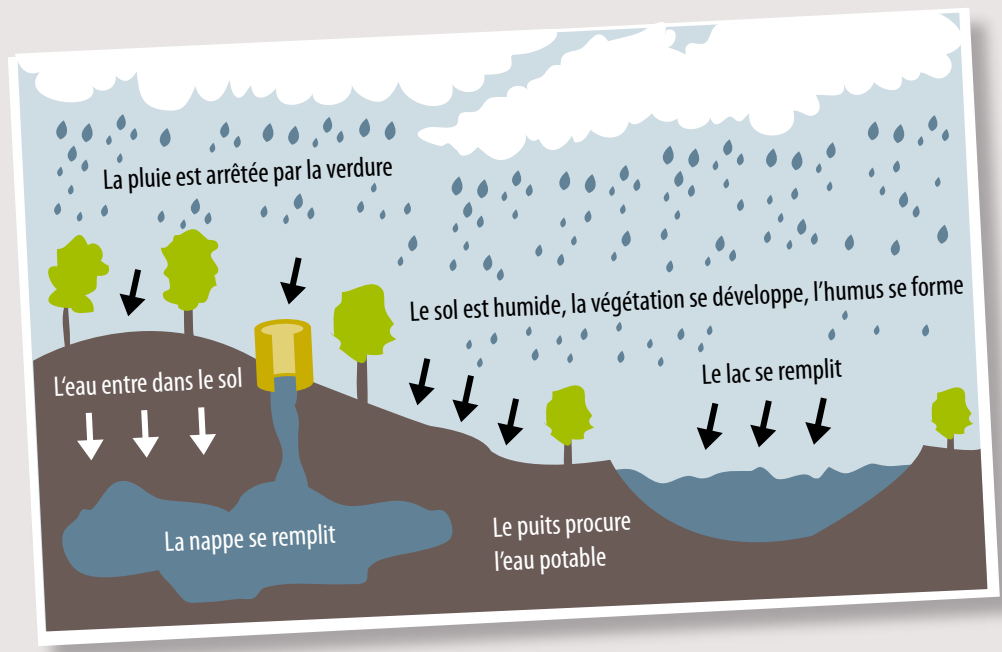 La pluie est arrêtée par la verdure
Le sol est humide, la végétation se développe, l'humus se forme
L'eau entre dans le sol
Le lac se remplit
La nappe se remplit
Le puits procure
l'eau potable